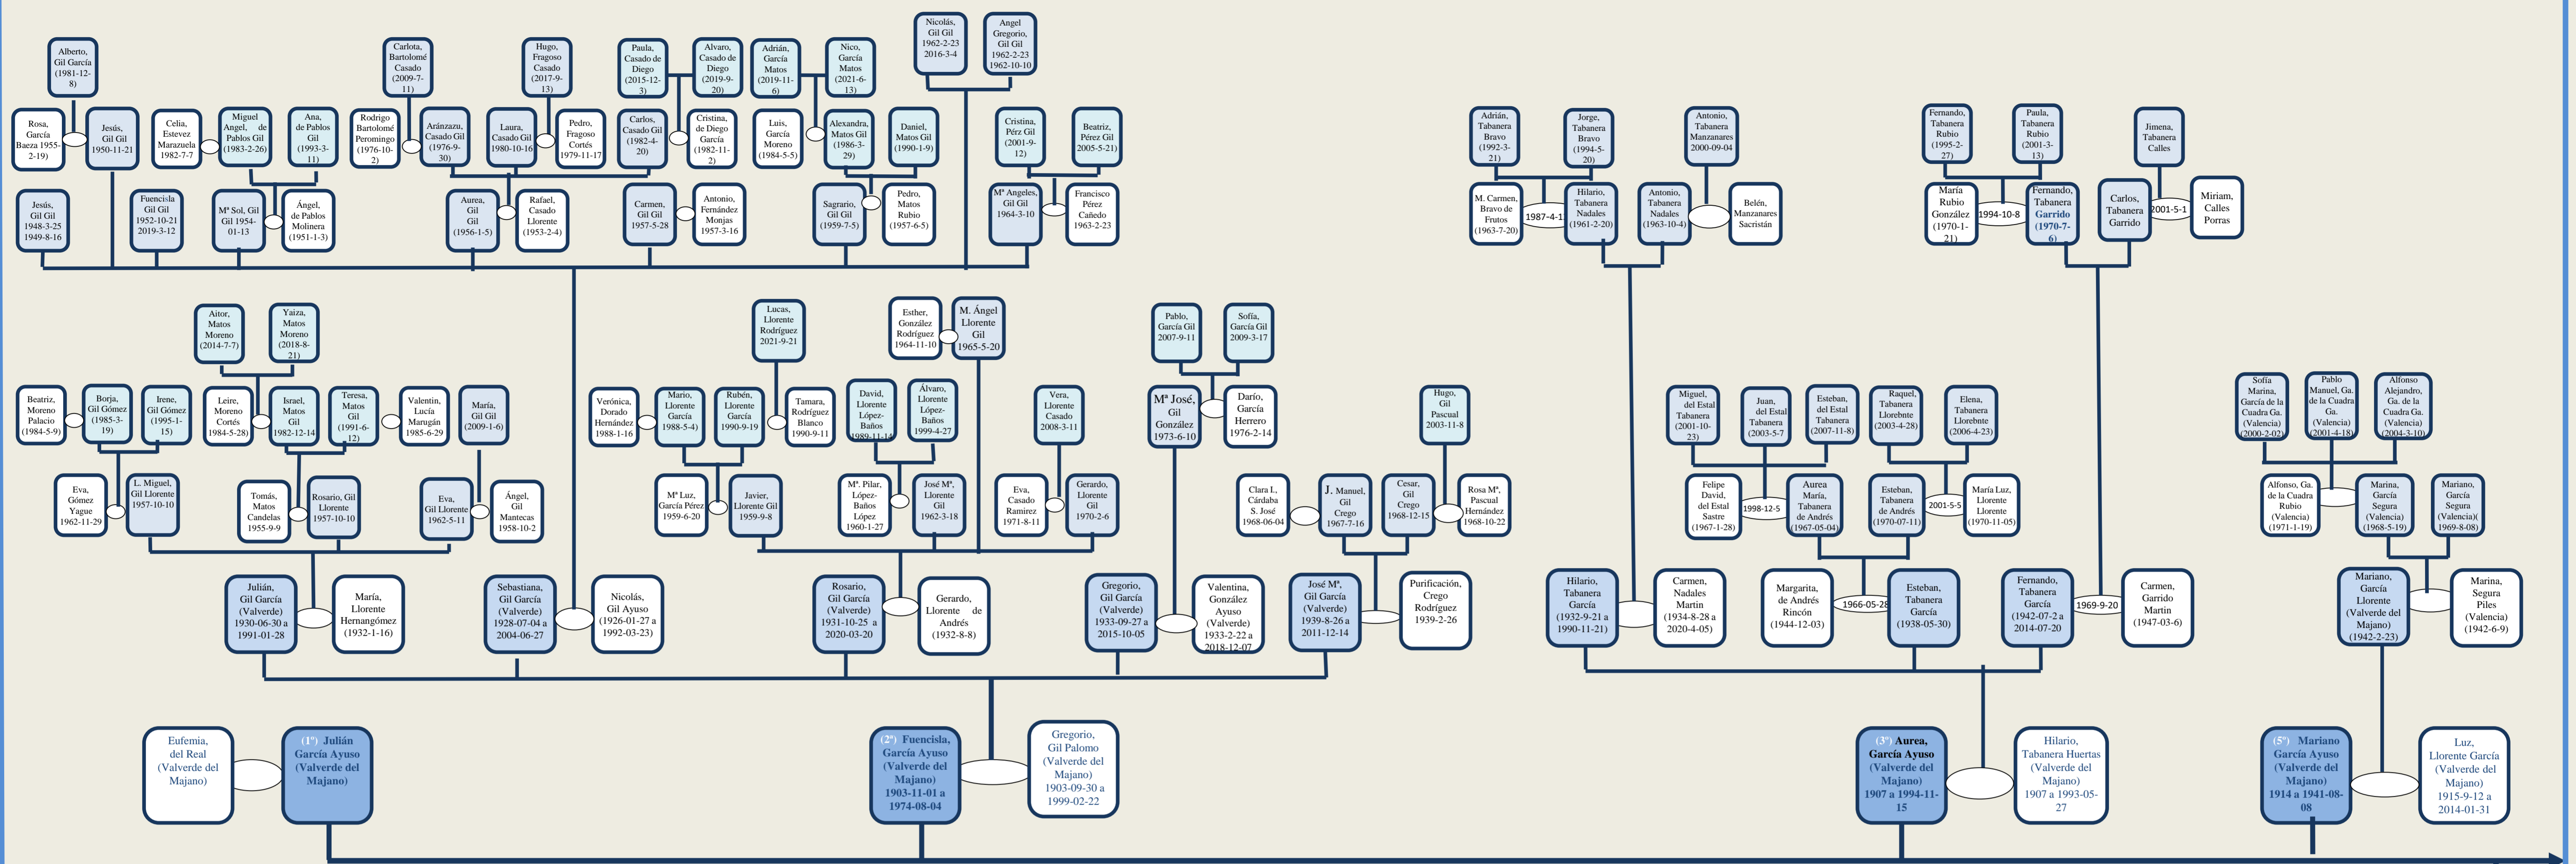 Nicolás,
Gil Gil
1962-2-23
2016-3-4
Angel
Gregorio,
Gil Gil
1962-2-23
1962-10-10
Alberto,
Gil García
(1981-12-
8)
Carlota,
Bartolomé
Casado
(2009-7-
11)
Hugo,
Fragoso
Casado
(2017-9-
13)
Paula,
Casado de
Diego
(2015-12-
3)
Alvaro,
Casado de
Diego
(2019-9-
20)
Adrián,
García
Matos
(2019-11-
6)
Nico,
García
Matos
(2021-6-
13)
Rosa,
García
Baeza 1955-
2-19)
Jesús,
Gil Gil
1950-11-21
Celia,
Estevez
Marazuela
1982-7-7
Miguel
Angel, de
Pablos Gil
(1983-2-26)
Ana,
de Pablos
Gil
(1993-3-
11)
Rodrigo
Bartolomé
Peromingo
(1976-10-
2)
Aránzazu,
Casado Gil
(1976-9-
30)
Laura,
Casado Gil
1980-10-16
Pedro,
Fragoso
Cortés
1979-11-17
Carlos,
Casado Gil
(1982-4-
20)
Cristina,
de Diego
García
(1982-11-
2)
Luis,
García
Moreno
(1984-5-5)
Alexandra,
Matos Gil
(1986-3-
29)
Daniel,
Matos Gil
(1990-1-9)
Cristina,
Pérz Gil
(2001-9-
12)
Beatriz,
Pérez Gil
2005-5-21)
Adrián,
Tabanera
Bravo
(1992-3-
21)
Jorge,
Tabanera
Bravo
(1994-5-
20)
Antonio,
Tabanera
Manzanares
2000-09-04
Fernando,
Tabanera
Rubio
(1995-2-
27)
Paula,
Tabanera
Rubio
(2001-3-
13)
Jimena,
Tabanera
Calles
Jesús,
Gil Gil
1948-3-25
1949-8-16
Fuencisla
Gil Gil
1952-10-21
2019-3-12
Mª Sol, Gil
Gil 1954-
01-13
Ángel,
de Pablos
Molinera
(1951-1-3)
Aurea,
Gil
Gil
(1956-1-5)
Rafael,
Casado
Llorente
(1953-2-4)
Carmen,
Gil Gil
1957-5-28
Antonio,
Fernández
Monjas
1957-3-16
Sagrario,
Gil Gil
(1959-7-5)
Pedro,
Matos
Rubio
(1957-6-5)
Mª Angeles,
Gil Gil
1964-3-10
Francisco
Pérez
Cañedo
1963-2-23
M. Carmen,
Bravo de
Frutos
(1963-7-20)
1987-4-1
Hilario,
Tabanera
Nadales
(1961-2-20)
Antonio,
Tabanera
Nadales
(1963-10-4)
Belén,
Manzanares
Sacristán
María
Rubio
González
(1970-1-
21)
1994-10-8
Fernando,
Tabanera
Garrido
(1970-7-
6)
Carlos,
Tabanera
Garrido
2001-5-1
Miriam,
Calles
Porras
Aitor,
Matos
Moreno
(2014-7-7)
Yaiza,
Matos
Moreno
(2018-8-
21)
Lucas,
Llorente
Rodríguez
2021-9-21
Esther,
González
Rodríguez
1964-11-10
M. Ángel
Llorente
Gil
1965-5-20
Pablo,
García Gil
2007-9-11
Sofía,
García Gil
2009-3-17
Beatriz,
Moreno
Palacio
(1984-5-9)
Borja,
Gil Gómez
(1985-3-
19)
Irene,
Gil Gómez
(1995-1-
15)
Leire,
Moreno
Cortés
1984-5-28)
Israel,
Matos
Gil
1982-12-14
Teresa,
Matos
Gil
(1991-6-
12)
Valentin,
Lucía
Marugán
1985-6-29
María,
Gil Gil
(2009-1-6)
Verónica,
Dorado
Hernández
1988-1-16
Mario,
Llorente
García
1988-5-4)
Rubén,
Llorente
García
1990-9-19
Tamara,
Rodríguez
Blanco
1990-9-11
David,
Llorente
López-
Baños
1989-11-14
Álvaro,
Llorente
López-
Baños
1999-4-27
Vera,
Llorente
Casado
2008-3-11
Mª José,
Gil
González
1973-6-10
Darío,
García
Herrero
1976-2-14
Hugo,
Gil
Pascual
2003-11-8
Miguel,
del Estal
Tabanera
(2001-10-
23)
Juan,
del Estal
Tabanera
(2003-5-7
Esteban,
del Estal
Tabanera
(2007-11-8)
Raquel,
Tabanera
Llorebnte
(2003-4-28)
Elena,
Tabanera
Llorebnte
(2006-4-23)
Sofía
Marina,
García de la
Cuadra Ga.
(Valencia)
(2000-2-02)
Pablo
Manuel, Ga.
de la Cuadra
Ga.
(Valencia)
(2001-4-18)
Alfonso
Alejandro,
Ga. de la
Cuadra Ga.
(Valencia)
(2004-3-10)
Eva,
Gómez
Yague
1962-11-29
L. Miguel,
Gil Llorente
1957-10-10
Tomás,
Matos
Candelas
1955-9-9
Rosario, Gil
Llorente
1957-10-10
Eva,
Gil Llorente
1962-5-11
Ángel,
Gil
Mantecas
1958-10-2
Mª Luz,
García Pérez
1959-6-20
Javier,
Llorente Gil
1959-9-8
Mª. Pilar,
López-
Baños
López
1960-1-27
José Mª,
Llorente
Gil
1962-3-18
Eva,
Casado
Ramirez
1971-8-11
Gerardo,
Llorente
Gil
1970-2-6
Clara I.,
Cárdaba
S. José
1968-06-04
J. Manuel,
Gil
Crego
1967-7-16
Cesar,
Gil
Crego
1968-12-15
Rosa Mª,
Pascual
Hernández
1968-10-22
Felipe
David,
del Estal
Sastre
(1967-1-28)
1998-12-5
Aurea
María,
Tabanera
de Andrés
(1967-05-04)
Esteban,
Tabanera
de Andrés
(1970-07-11)
2001-5-5
María Luz,
Llorente
Llorente
(1970-11-05)
Alfonso, Ga.
de la Cuadra
Rubio
(Valencia)
(1971-1-19)
Marina,
García
Segura
(Valencia)
(1968-5-19)
Mariano,
García
Segura
(Valencia)(
1969-8-08)
Julián,
Gil García
(Valverde)
1930-06-30 a
1991-01-28
María,
Llorente
Hernangómez
(1932-1-16)
Sebastiana,
Gil García
(Valverde)
1928-07-04 a
2004-06-27
Nicolás,
Gil Ayuso
(1926-01-27 a
1992-03-23)
Rosario,
Gil García
(Valverde)
1931-10-25 a
2020-03-20
Gerardo,
Llorente de
Andrés
(1932-8-8)
Gregorio,
Gil García
(Valverde)
1933-09-27 a
2015-10-05
Valentina,
González
Ayuso
(Valverde)
1933-2-22 a
2018-12-07
José Mª,
Gil García
(Valverde)
1939-8-26 a
2011-12-14
Purificación,
Crego
Rodríguez
1939-2-26
Hilario,
Tabanera
García
(1932-9-21 a
1990-11-21)
Carmen,
Nadales
Martin
(1934-8-28 a
2020-4-05)
Margarita,
de Andrés
Rincón
(1944-12-03)
1966-05-28
Esteban,
Tabanera
García
(1938-05-30)
Fernando,
Tabanera
García
(1942-07-2 a
2014-07-20)
1969-9-20
Carmen,
Garrido
Martin
(1947-03-6)
Mariano,
García
Llorente
(Valverde del
Majano)
(1942-2-23)
Marina,
Segura
Piles
(Valencia)
(1942-6-9)
Eufemia,
del Real
(Valverde del
Majano)
(1º) Julián
García Ayuso
(Valverde del
Majano)
(2º) Fuencisla,
García Ayuso
(Valverde del
Majano)
1903-11-01 a
1974-08-04
Gregorio,
Gil Palomo
(Valverde del
Majano)
1903-09-30 a
1999-02-22
(3º) Aurea,
García Ayuso
(Valverde del
Majano)
1907 a 1994-11-
15
Hilario,
Tabanera Huertas
(Valverde del
Majano)
1907 a 1993-05-
27
(5º) Mariano
García Ayuso
(Valverde del
Majano)
1914 a 1941-08-
08
Luz,
Llorente García
(Valverde del
Majano)
1915-9-12 a
2014-01-31